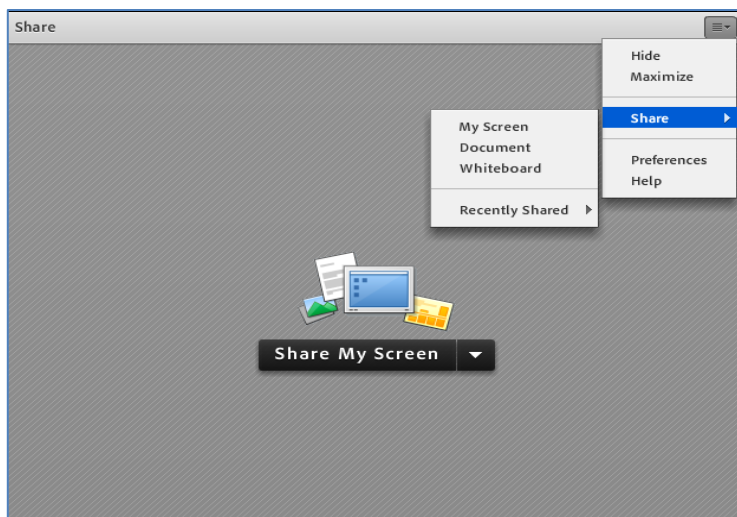 Share
Hide
Maximize
Share
Preferences
Help
My Screen
Document
Whiteboard
Recently Shared
Share My Screen